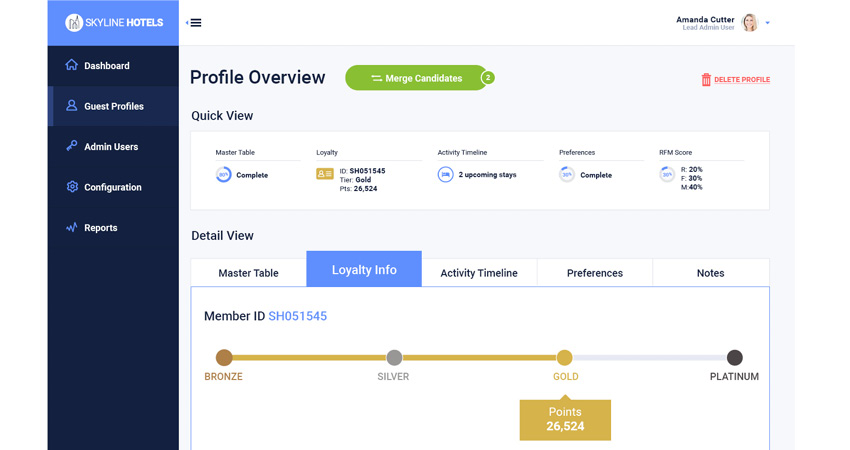 SKYLINE HOTELS
Amanda Cutter
Lead Admin User
Dashboard
Guest Profiles
Admin Users
Configuration
Reports
Profile Overview
Merge Candidates
2
DELETE PROFILE
Quick View
Master Table
80%
Complete
Loyalty
ID: SH051545
Tier: Gold
Pts: 26,524
Activity Timeline
2 upcoming stays
Preferences
30%
Complete
RFM Score
30%
R: 20%
F: 30%
M:40%
Detail View
Master Table
Loyalty Info
Activity Timeline
Preferences
Notes
Member ID SH051545
BRONZE
SILVER
GOLD
PLATINUM
Points
26,524